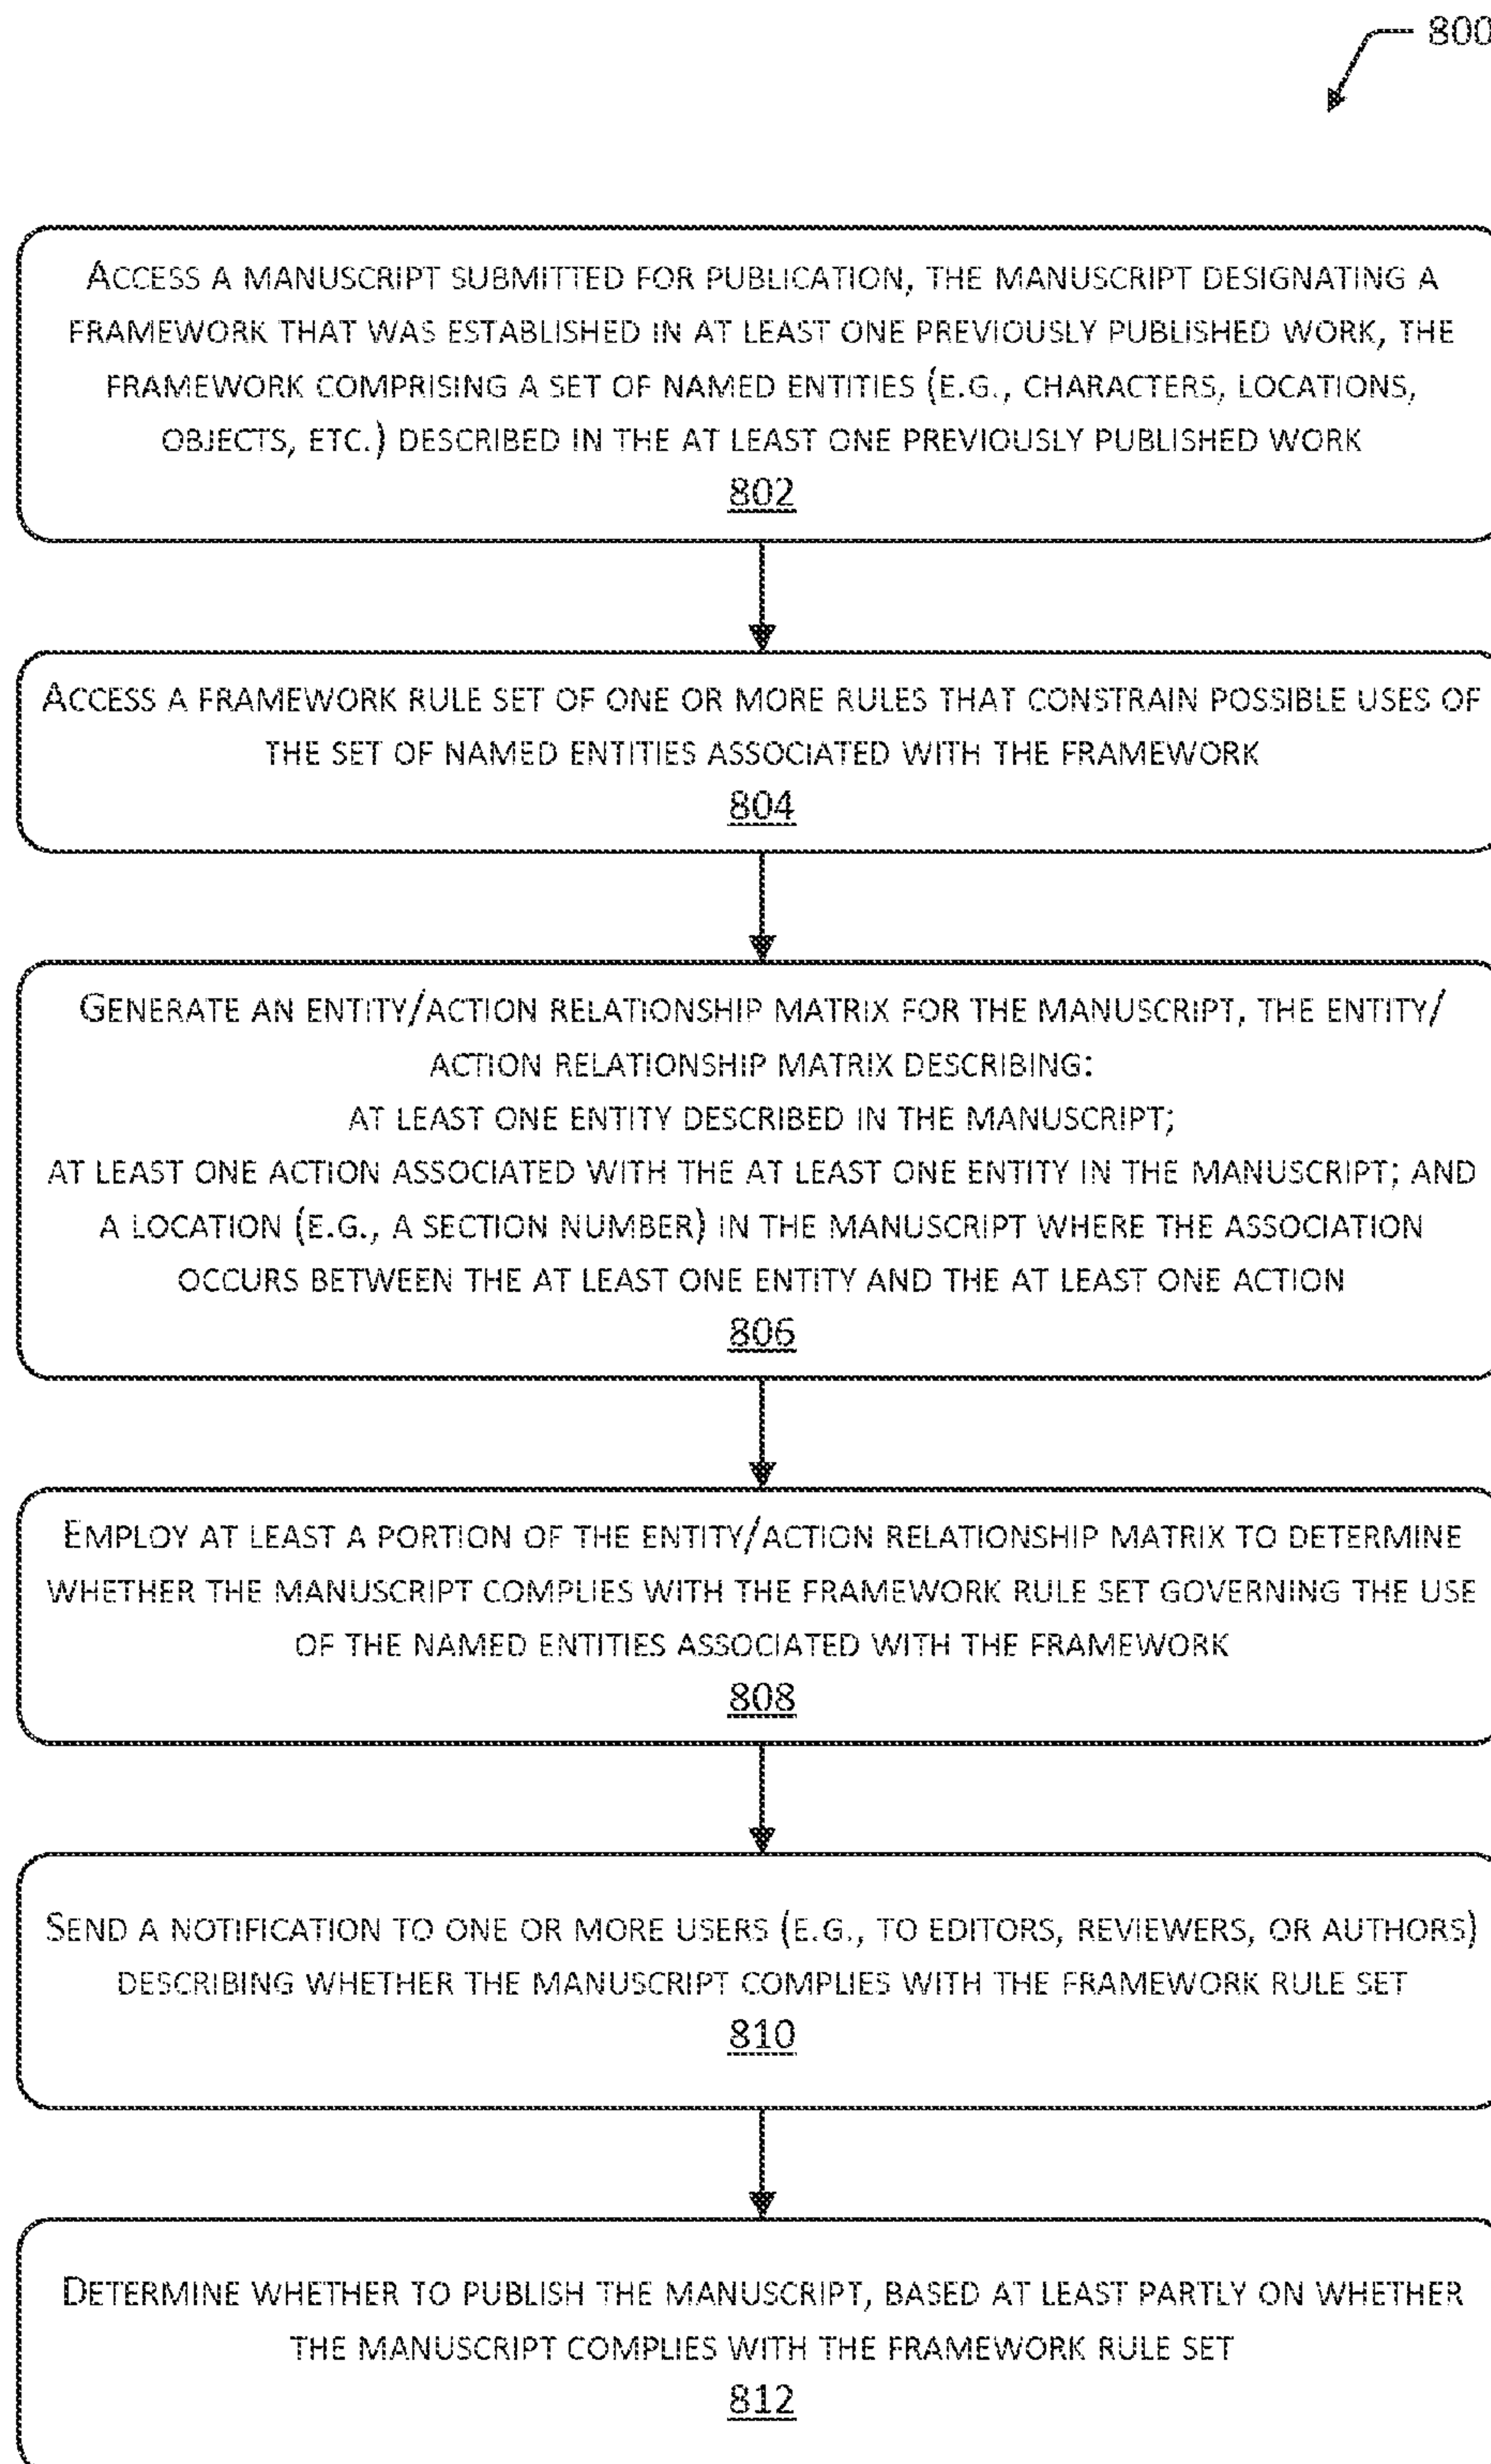 800
ACCESS A MANUSCRIPT SUBMITTED FOR PUBLICATION, THE MANUSCRIPT DESIGNATING A
FRAMEWORK THAT WAS ESTABLISHED IN AT LEAST ONE PREVIOUSLY PUBLISHED WORK, THE
FRAMEWORK COMPRISING A SET OF NAMED ENTITIES (E.G., CHARACTERS, LOCATIONS,
OBJECTS, ETC.) DESCRIBED IN THE AT LEAST ONE PREVIOUSLY PUBLISHED WORK
802
ACCESS A FRAMEWORK RULE SET OF ONE OR MORE RULES THAT CONSTRAIN POSSIBLE USES OF
THE SET OF NAMED ENTITIES ASSOCIATED WITH THE FRAMEWORK
804
GENERATE AN ENTITY/ACTION RELATIONSHIP MATRIX FOR THE MANUSCRIPT, THE ENTITY/
ACTION RELATIONSHIP MATRIX DESCRIBING:
AT LEAST ONE ENTITY DESCRIBED IN THE MANUSCRIPT;
AT LEAST ONE ACTION ASSOCIATED WITH THE AT LEAST ONE ENTITY IN THE MANUSCRIPT; AND
A LOCATION (E.G., A SECTION NUMBER) IN THE MANUSCRIPT WHERE THE ASSOCIATION
OCCURS BETWEEN THE AT LEAST ONE ENTITY AND THE AT LEAST ONE ACTION
806
EMPLOY AT LEAST A PORTION OF THE ENTITY/ACTION RELATIONSHIP MATRIX TO DETERMINE
WHETHER THE MANUSCRIPT COMPLIES WITH THE FRAMEWORK RULE SET GOVERNING THE USE
OF THE NAMED ENTITIES ASSOCIATED WITH THE FRAMEWORK
808
SEND A NOTIFICATION TO ONE OR MORE USERS (E.G., TO EDITORS, REVIEWERS, OR AUTHORS)
DESCRIBING WHETHER THE MANUSCRIPT COMPLIES WITH THE FRAMEWORK RULE SET
810
DETERMINE WHETHER TO PUBLISH THE MANUSCRIPT, BASED AT LEAST PARTLY ON WHETHER
THE MANUSCRIPT COMPLIES WITH THE FRAMEWORK RULE SET
812